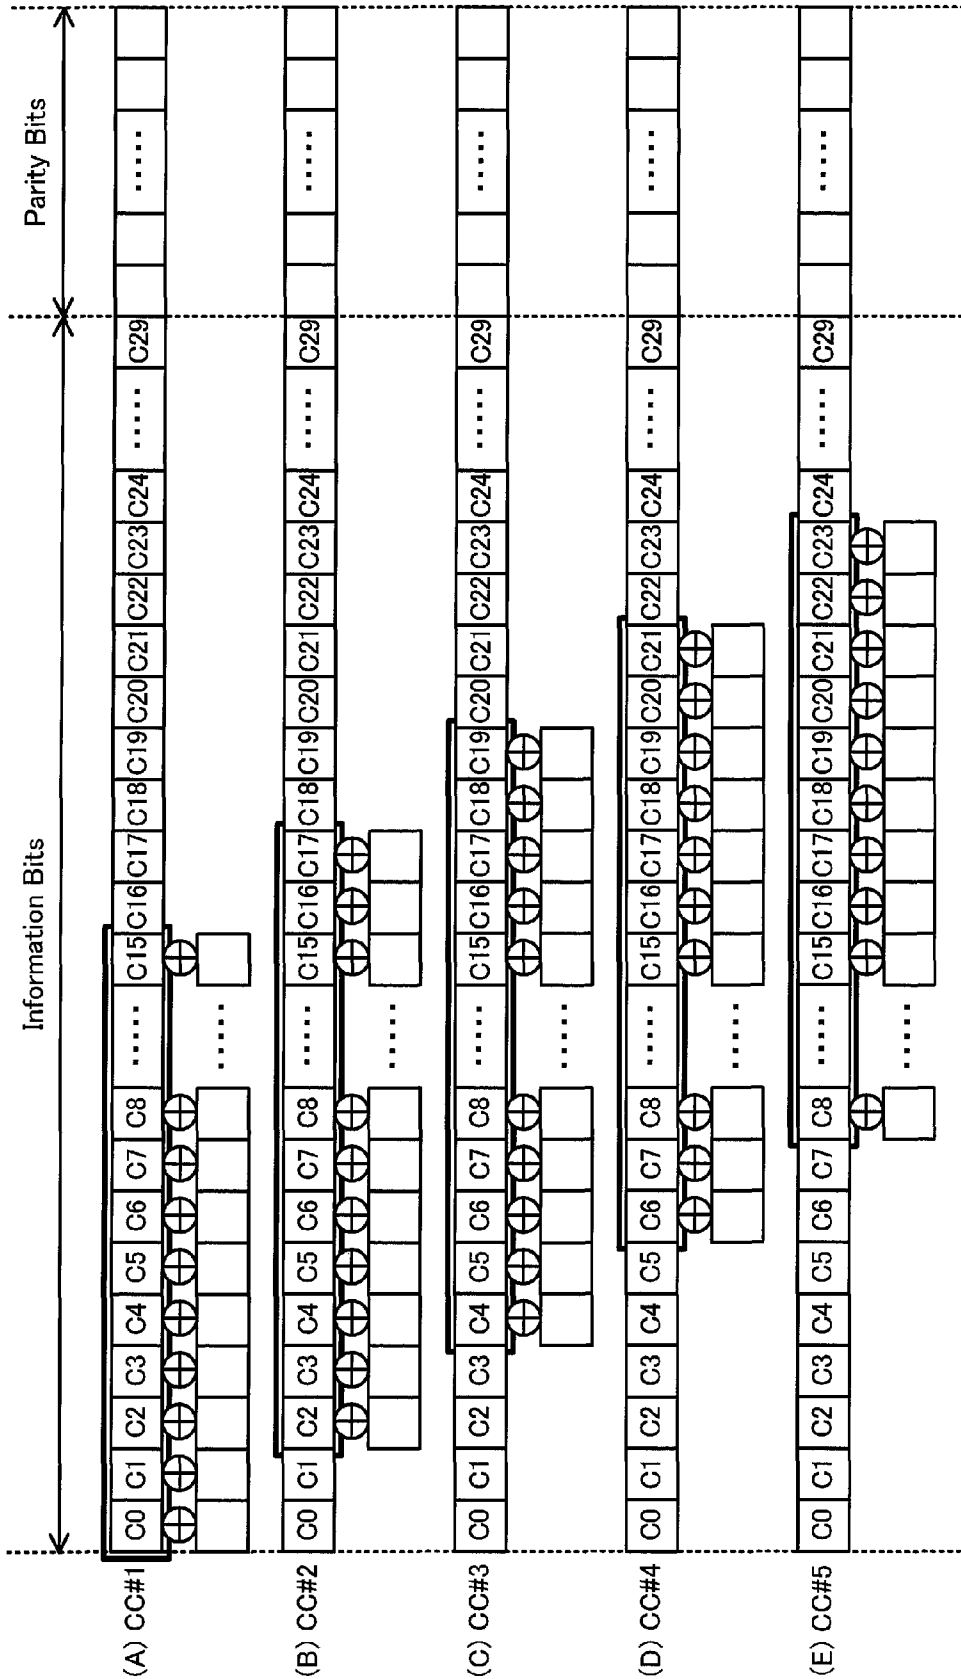 Information Bits Parity Bits
(A) CC#1 C0 C1 C2 C3 C4 C5 C6 C7 C8 ····· C15 C16 C17 C18 C19 C20 C21 C22 C23 C24 ····· C29 ·····
·····
(B) CC#2 C0 C1 C2 C3 C4 C5 C6 C7 C8 ····· C15 C16 C17 C18 C19 C20 C21 C22 C23 C24 ····· C29 ·····
·····
(C) CC#3 C0 C1 C2 C3 C4 C5 C6 C7 C8 ····· C15 C16 C17 C18 C19 C20 C21 C22 C23 C24 ····· C29 ·····
·····
(D) CC#4 C0 C1 C2 C3 C4 C5 C6 C7 C8 ····· C15 C16 C17 C18 C19 C20 C21 C22 C23 C24 ····· C29 ·····
·····
(E) CC#5 C0 C1 C2 C3 C4 C5 C6 C7 C8 ····· C15 C16 C17 C18 C19 C20 C21 C22 C23 C24 ····· C29 ·····
·····